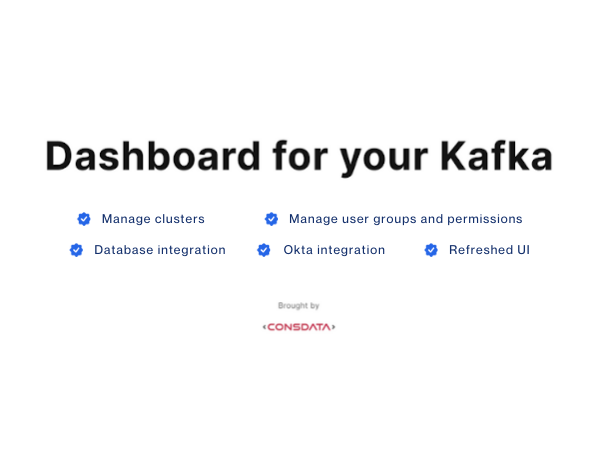 Dashboard for your Kafka
Manage clusters Manage user groups and permissions
Database integration Okta integration Refreshed UI
Brought by
CONSDATA